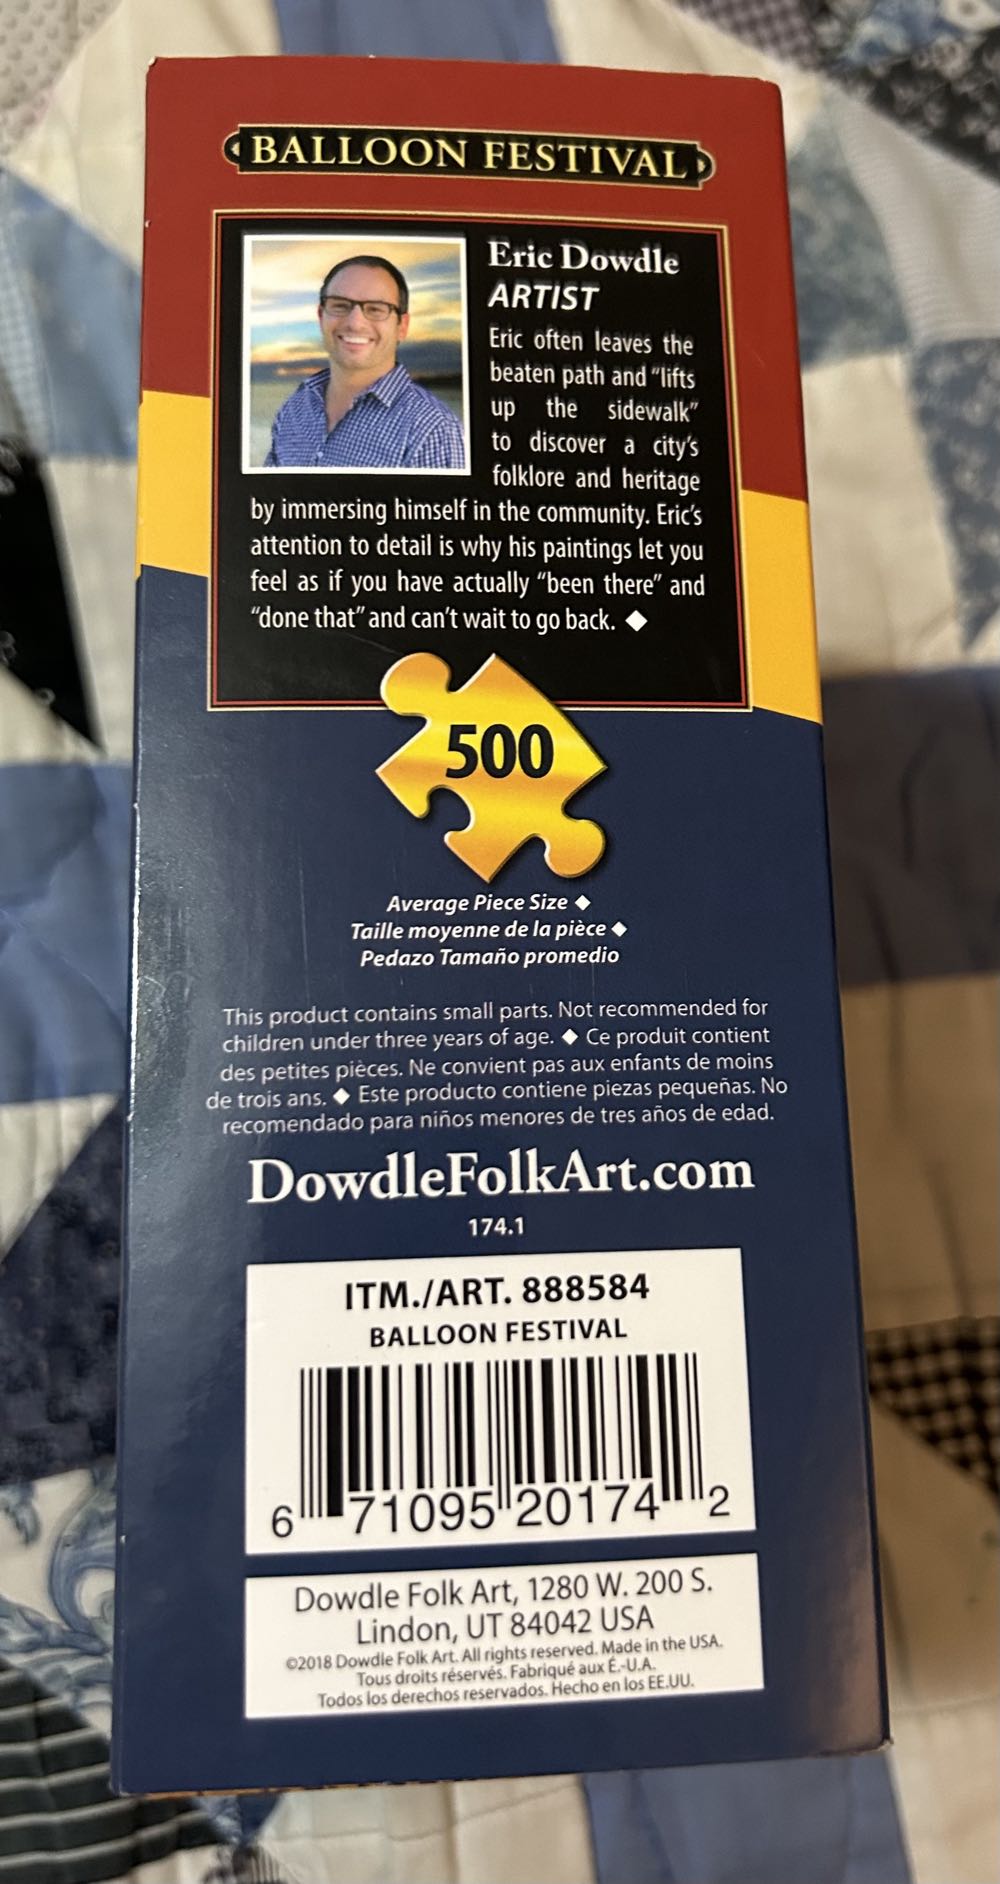 BALLOON FESTIVAL
Eric Dowdle
ARTIST
Eric often leaves the
beaten path and "lifts
up the sidewalk"
to discover a city's
folklore and heritage
by immersing himself in the community. Eric's
attention to detail is why his paintings let you
feel as if you have actually "been there" and
"done that" and can't wait to go back. ◆
500
Average Piece Size ◆
Taille moyenne de la pièce ◆
Pedazo Tamaño promedio
This product contains small parts. Not recommended for
children under three years of age. ◆ Ce produit contient
des petites pièces. Ne convient pas aux enfants de moins
de trois ans. ◆ Este producto contiene piezas pequeñas. No
recomendado para niños menores de tres años de edad.
DowdleFolkArt.com
174.1
ITM./ART. 888584
BALLOON FESTIVAL
6 71095 20174 2
Dowdle Folk Art, 1280 W. 200 S.
Lindon, UT 84042 USA
©2018 Dowdle Folk Art. All rights reserved. Made in the USA.
Tous droits réservés. Fabriqué aux É.-U.A.
Todos los derechos reservados. Hecho en los EE.UU.